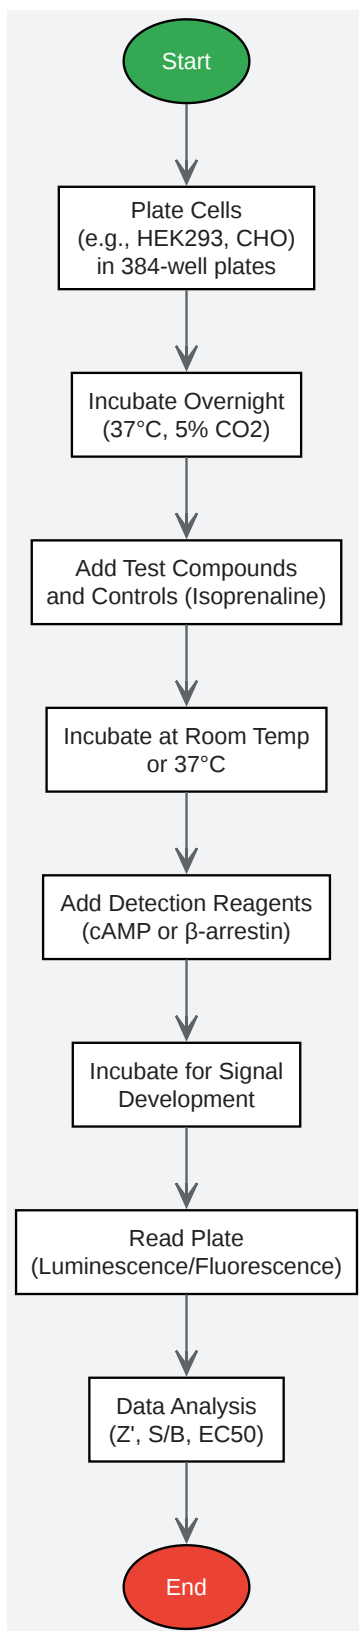 Start
Plate Cells
(e.g., HEK293, CHO)
in 384-well plates
Incubate Overnight
(37°C, 5% CO2)
Add Test Compounds
and Controls (Isoprenaline)
Incubate at Room Temp
or 37°C
Add Detection Reagents
(cAMP or β-arrestin)
Incubate for Signal
Development
Read Plate
(Luminescence/Fluorescence)
Data Analysis
(Z', S/B, EC50)
End